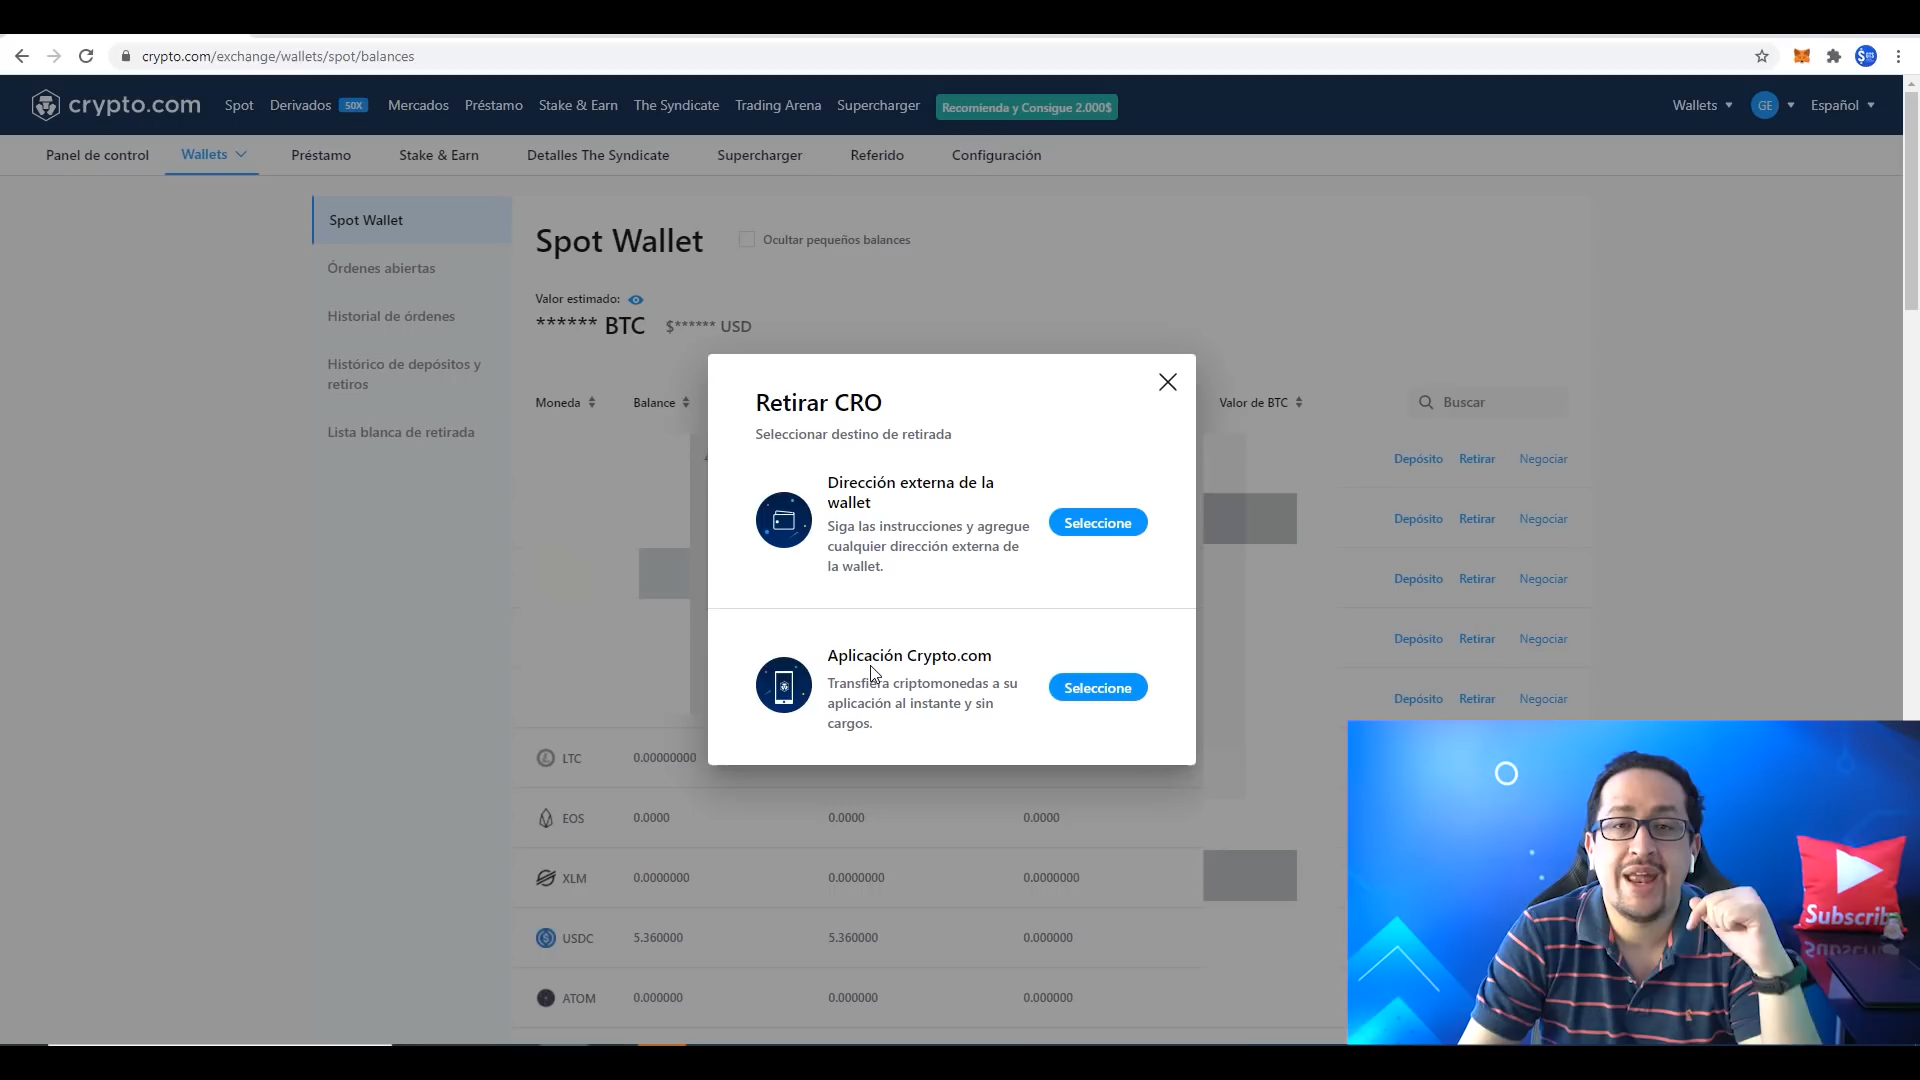 crypto.com/exchange/wallets/spot/balances
crypto.com Spot Derivados 50X Mercados Préstamo Stake & Earn The Syndicate Trading Arena Supercharger Recomienda y Consigue 2.000$ Wallets GE Español
Panel de control Wallets Préstamo Stake & Earn Detalles The Syndicate Supercharger Referido Configuración
Spot Wallet
Órdenes abiertas
Historial de órdenes
Histórico de depósitos y
retiros
Lista blanca de retirada
Spot Wallet Ocultar pequeños balances
Valor estimado:
****** BTC $****** USD
Moneda Balance Valor de BTC Buscar
Retirar CRO
Seleccionar destino de retirada
Dirección externa de la
wallet
Siga las instrucciones y agregue
cualquier dirección externa de
la wallet.
Seleccione
Aplicación Crypto.com
Transfiera criptomonedas a su
aplicación al instante y sin
cargos.
Seleccione
Depósito Retirar Negociar
Depósito Retirar Negociar
Depósito Retirar Negociar
Depósito Retirar Negociar
Depósito Retirar Negociar
LTC 0.00000000
EOS 0.0000 0.0000 0.0000
XLM 0.0000000 0.0000000 0.0000000
USDC 5.360000 5.360000 0.000000
ATOM 0.000000 0.000000 0.000000